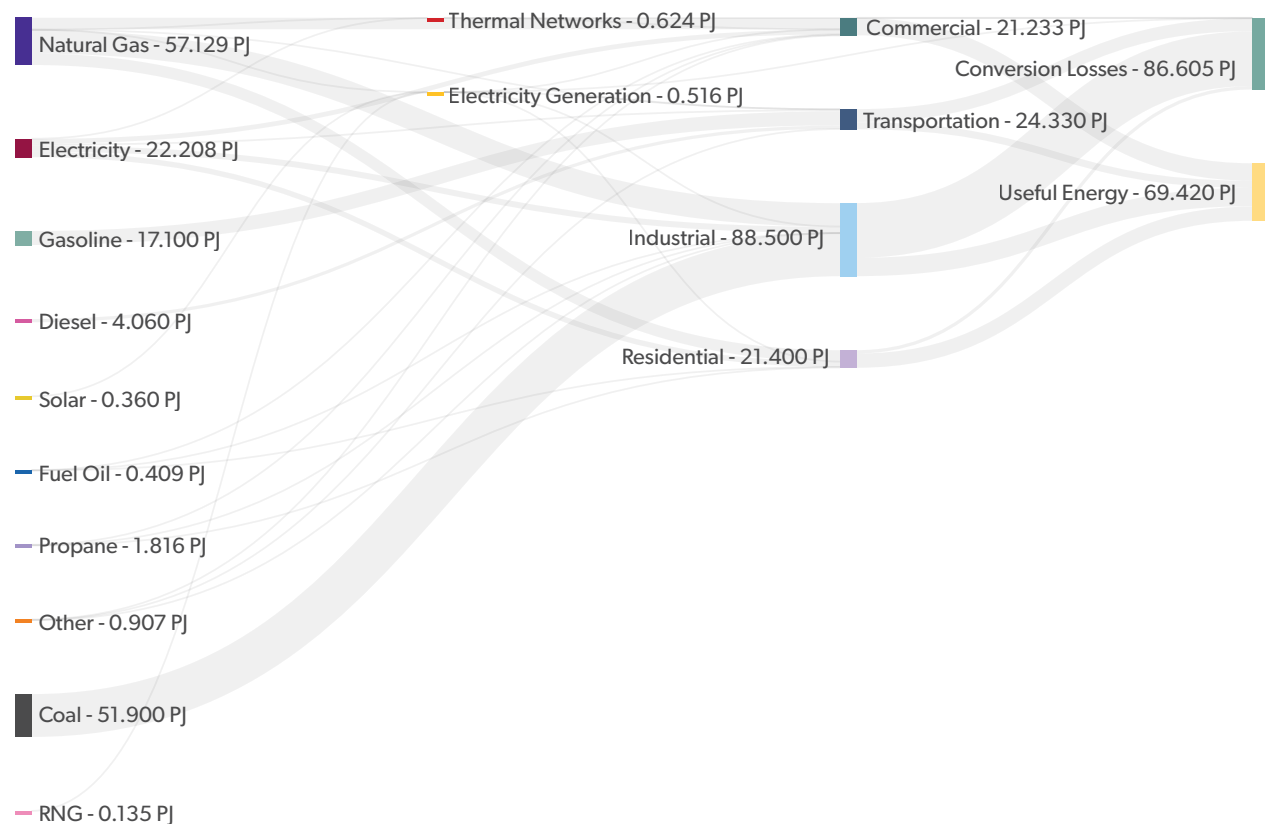 Natural Gas - 57.129 PJ
Electricity - 22.208 PJ
Gasoline - 17.100 PJ
Diesel - 4.060 PJ
Solar - 0.360 PJ
Fuel Oil - 0.409 PJ
Propane - 1.816 PJ
Other - 0.907 PJ
Coal - 51.900 PJ
RNG - 0.135 PJ
Thermal Networks - 0.624 PJ
Electricity Generation - 0.516 PJ
Commercial - 21.233 PJ
Transportation - 24.330 PJ
Industrial - 88.500 PJ
Residential - 21.400 PJ
Conversion Losses - 86.605 PJ
Useful Energy - 69.420 PJ